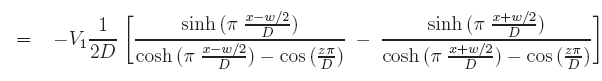 $= \quad -V_1 \frac{1}{2D} \left[ \frac{\sinh\left(\pi \frac{x-w/2}{D}\right)}{\cosh\left(\pi \frac{x-w/2}{D}\right) - \cos\left(\frac{z\pi}{D}\right)} - \frac{\sinh\left(\pi \frac{x+w/2}{D}\right)}{\cosh\left(\pi \frac{x+w/2}{D}\right) - \cos\left(\frac{z\pi}{D}\right)} \right]$